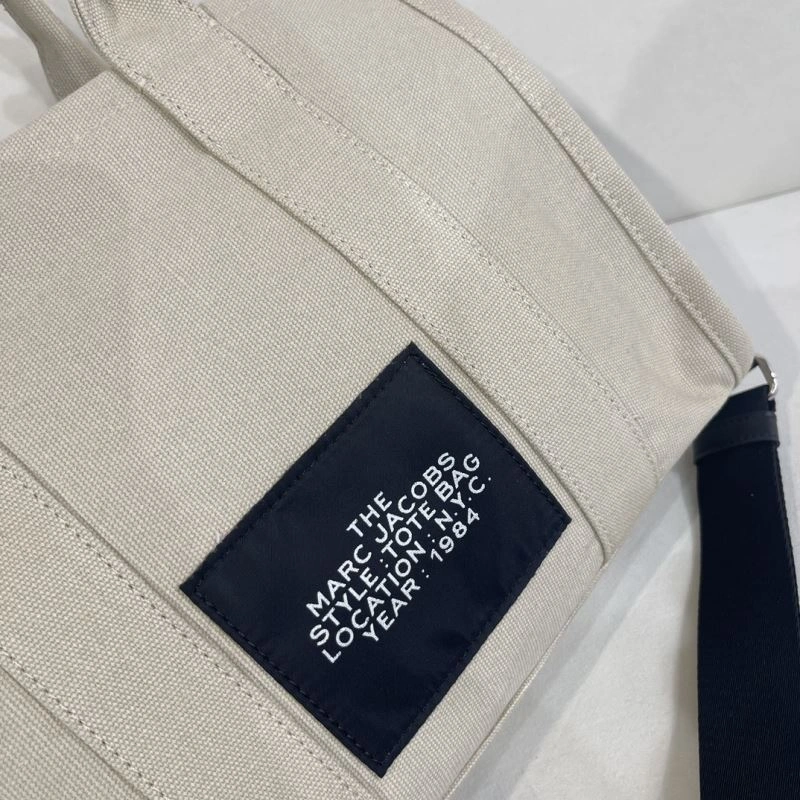 THE
MARC JACOBS
STYLE : TOTE BAG
LOCATION : N.Y.C.
YEAR : 1984